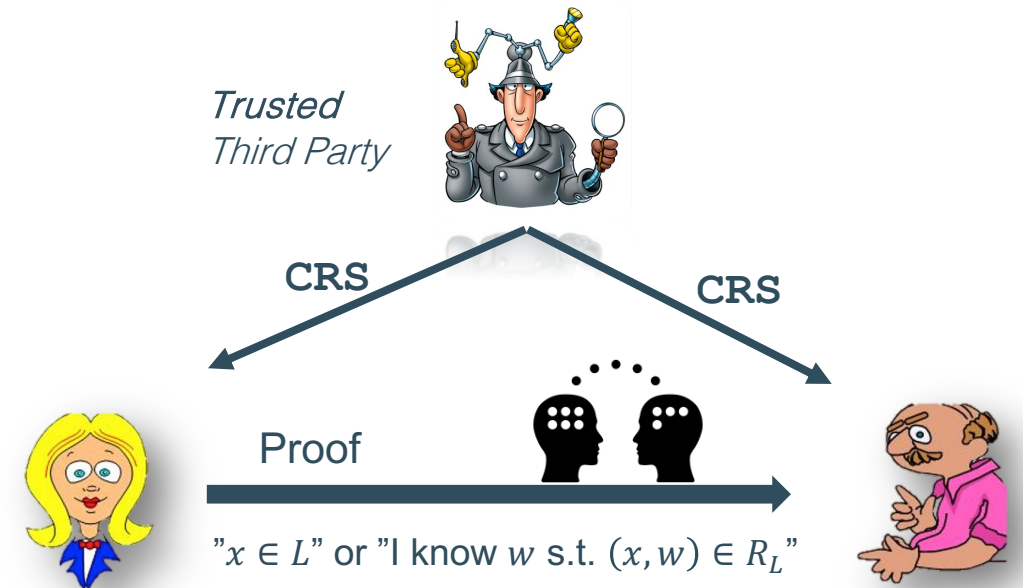 Trusted
Third Party
CRS
CRS
Proof
”𝑥 ∈ 𝐿” or ”I know 𝑤 s.t. (𝑥, 𝑤) ∈ 𝑅_𝐿”